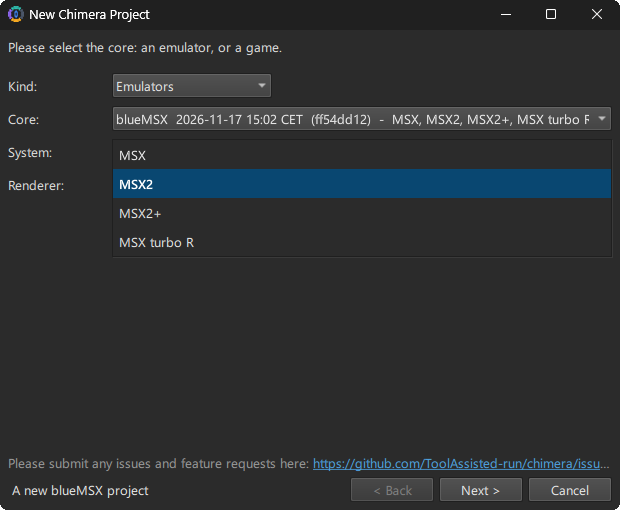 New Chimera Project
Please select the core: an emulator, or a game.
Kind: Emulators
Core: blueMSX 2026-11-17 15:02 CET (ff54dd12) - MSX, MSX2, MSX2+, MSX turbo R
System:
MSX
MSX2
Renderer:
MSX2+
MSX turbo R
Please submit any issues and feature requests here: https://github.com/ToolAssisted-run/chimera/issu...
A new blueMSX project
< Back
Next >
Cancel